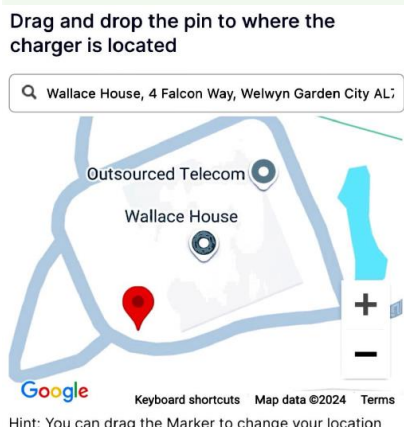 Drag and drop the pin to where the
charger is located
Wallace House, 4 Falcon Way, Welwyn Garden City AL7
Outsourced Telecom
Wallace House
+
−
Google
Keyboard shortcuts Map data ©2024 Terms
Hint: You can drag the Marker to change your location